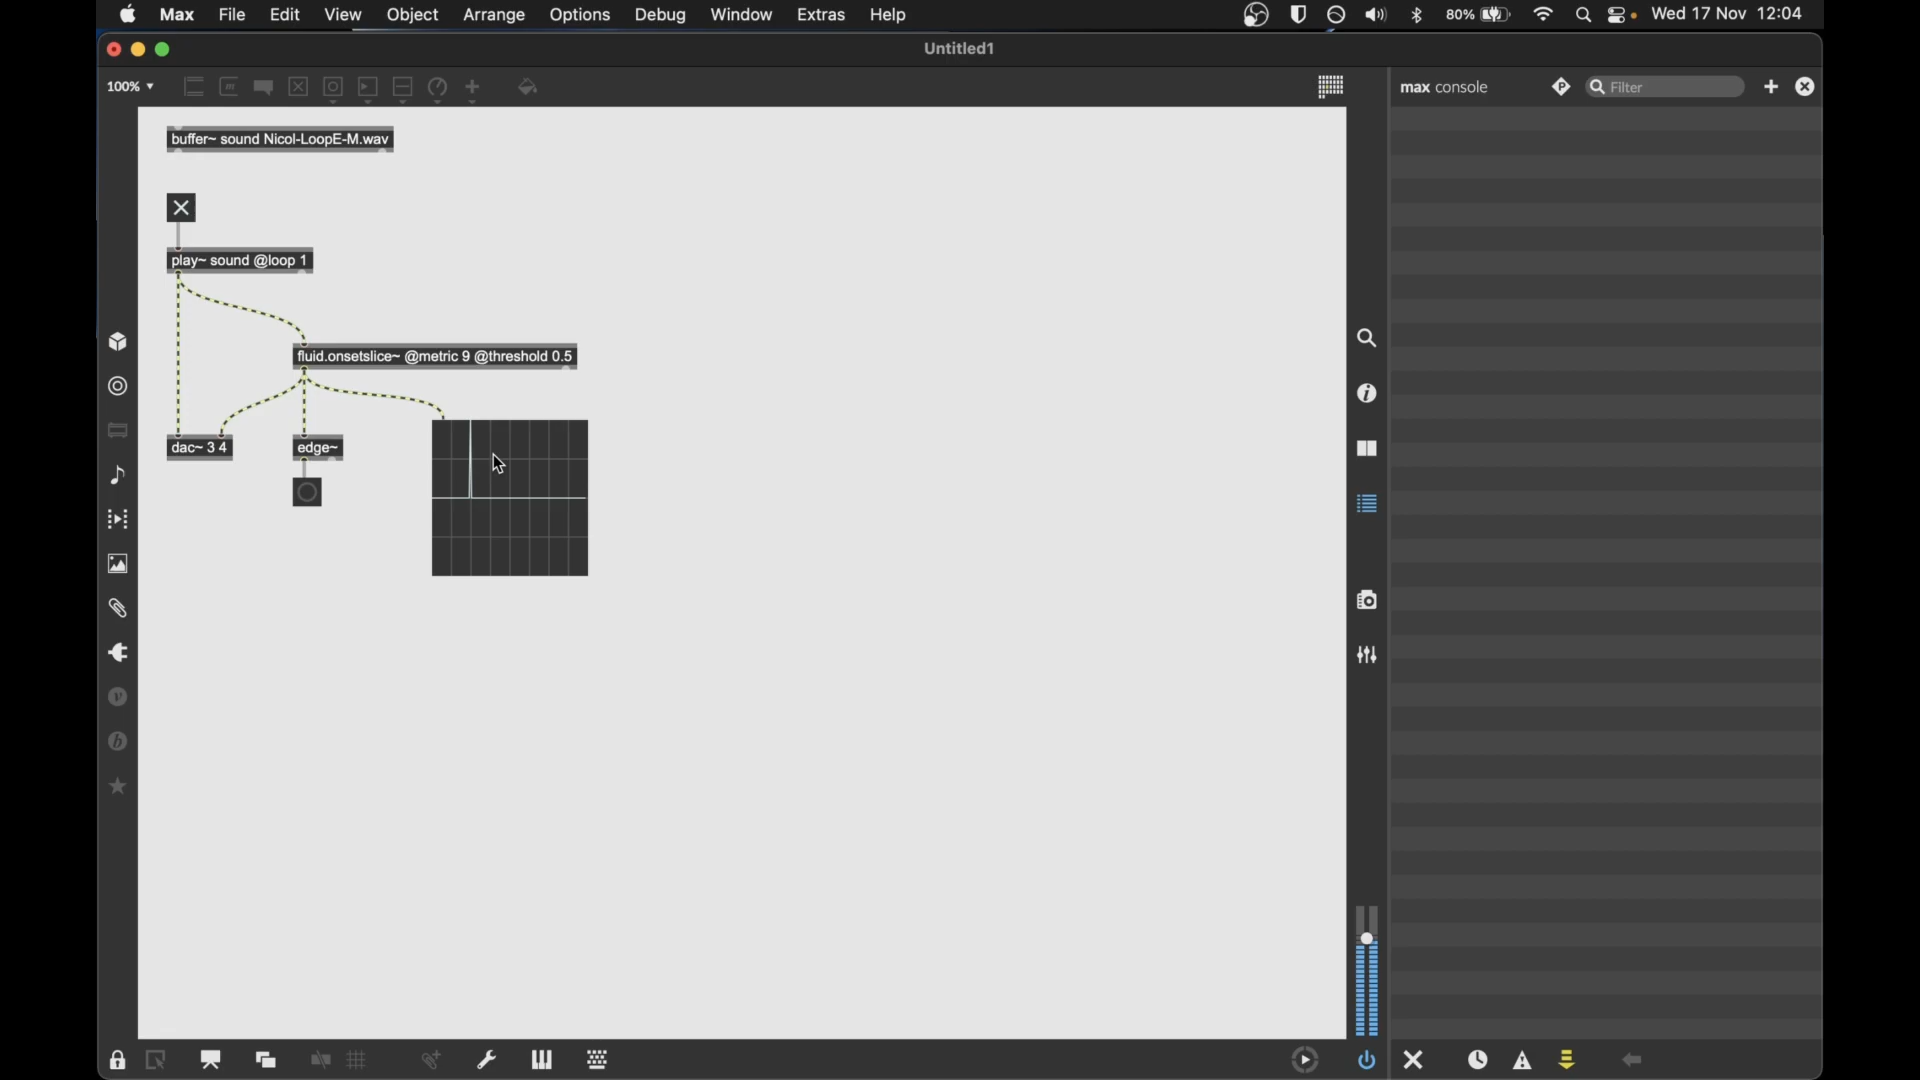 Max File Edit View Object Arrange Options Debug Window Extras Help 80% Wed 17 Nov 12:04
Untitled1
100%
max console Filter
buffer~ sound Nicol-LoopE-M.wav
play~ sound @loop 1
fluid.onsetslice~ @metric 9 @threshold 0.5
dac~ 3 4 edge~